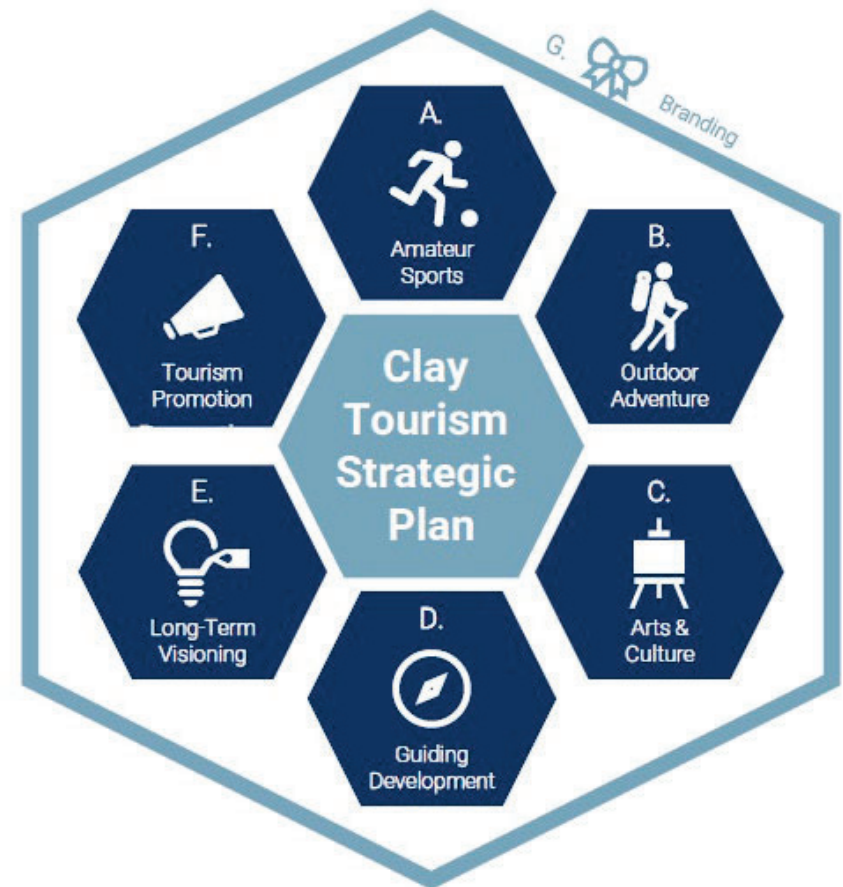 G.
Branding
A.
Amateur
Sports
B.
Outdoor
Adventure
C.
Arts &
Culture
D.
Guiding
Development
E.
Long-Term
Visioning
F.
Tourism
Promotion
Clay
Tourism
Strategic
Plan